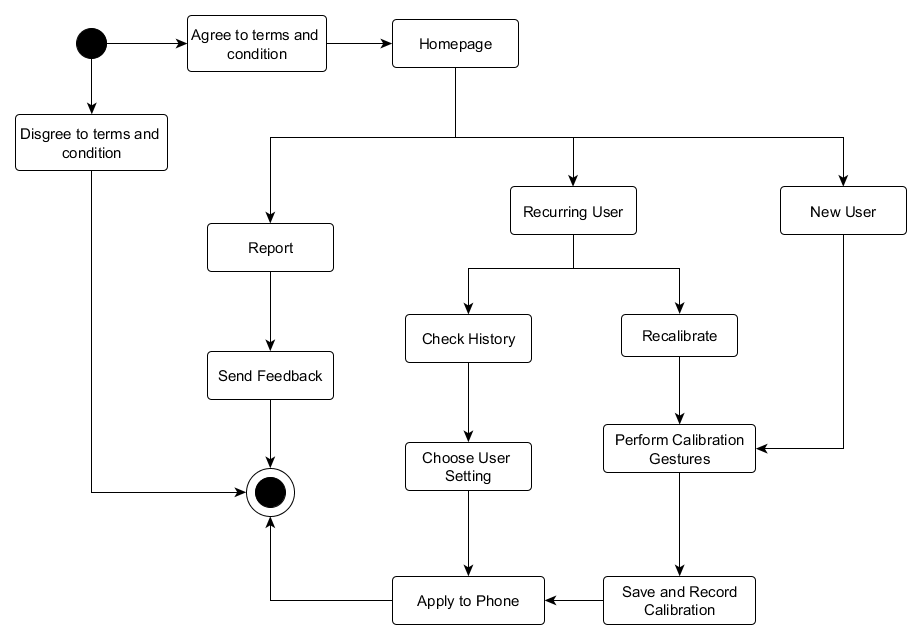 Agree to terms and
condition
Homepage
Disgree to terms and
condition
Recurring User
New User
Report
Check History
Recalibrate
Send Feedback
Perform Calibration
Gestures
Choose User
Setting
Apply to Phone
Save and Record
Calibration